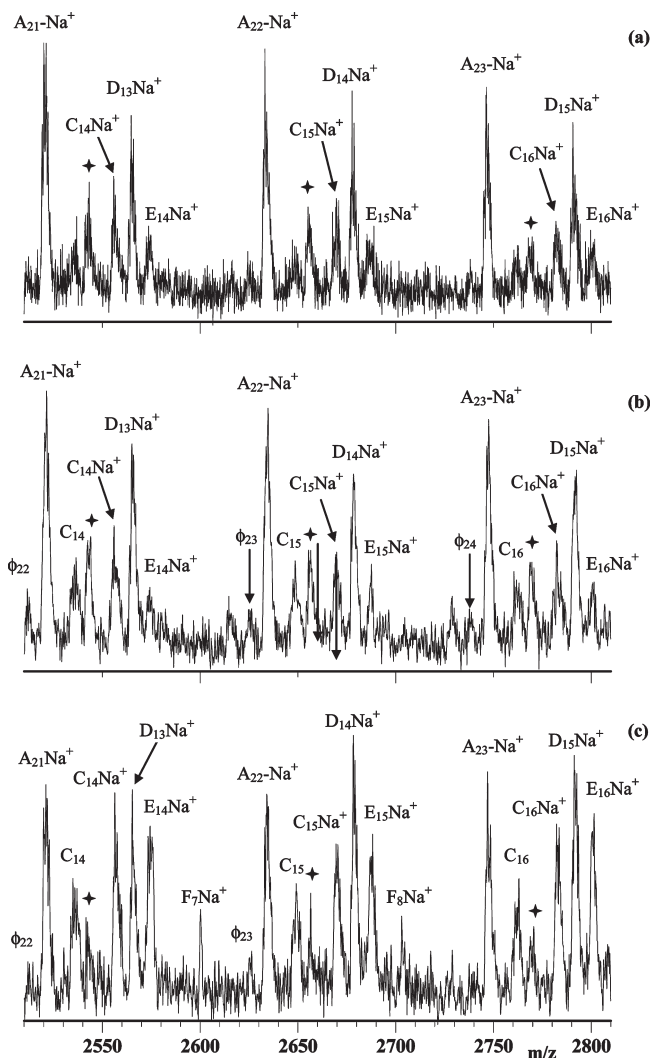 A₂₁-Na⁺ A₂₂-Na⁺ (a)
A₂₃-Na⁺
D₁₃Na⁺ D₁₄Na⁺ D₁₅Na⁺
C₁₄Na⁺ C₁₅Na⁺ C₁₆Na⁺
✦ ✦ ✦
E₁₄Na⁺ E₁₅Na⁺ E₁₆Na⁺
A₂₁-Na⁺ A₂₂-Na⁺ A₂₃-Na⁺ (b)
D₁₃Na⁺ D₁₄Na⁺ D₁₅Na⁺
C₁₄Na⁺ C₁₅Na⁺ C₁₆Na⁺
C₁₄ ✦ ϕ₂₃ C₁₅ ✦ ϕ₂₄ C₁₆ ✦
ϕ₂₂ E₁₄Na⁺ E₁₅Na⁺ E₁₆Na⁺
D₁₃Na⁺ D₁₄Na⁺ D₁₅Na⁺ (c)
A₂₁Na⁺ C₁₄Na⁺ A₂₂-Na⁺ A₂₃-Na⁺
E₁₄Na⁺ C₁₅Na⁺ E₁₅Na⁺ C₁₆Na⁺ E₁₆Na⁺
C₁₄ ✦ F₇Na⁺ C₁₅ ✦ F₈Na⁺ C₁₆ ✦
ϕ₂₂ ϕ₂₃
2550 2600 2650 2700 2750 m/z 2800